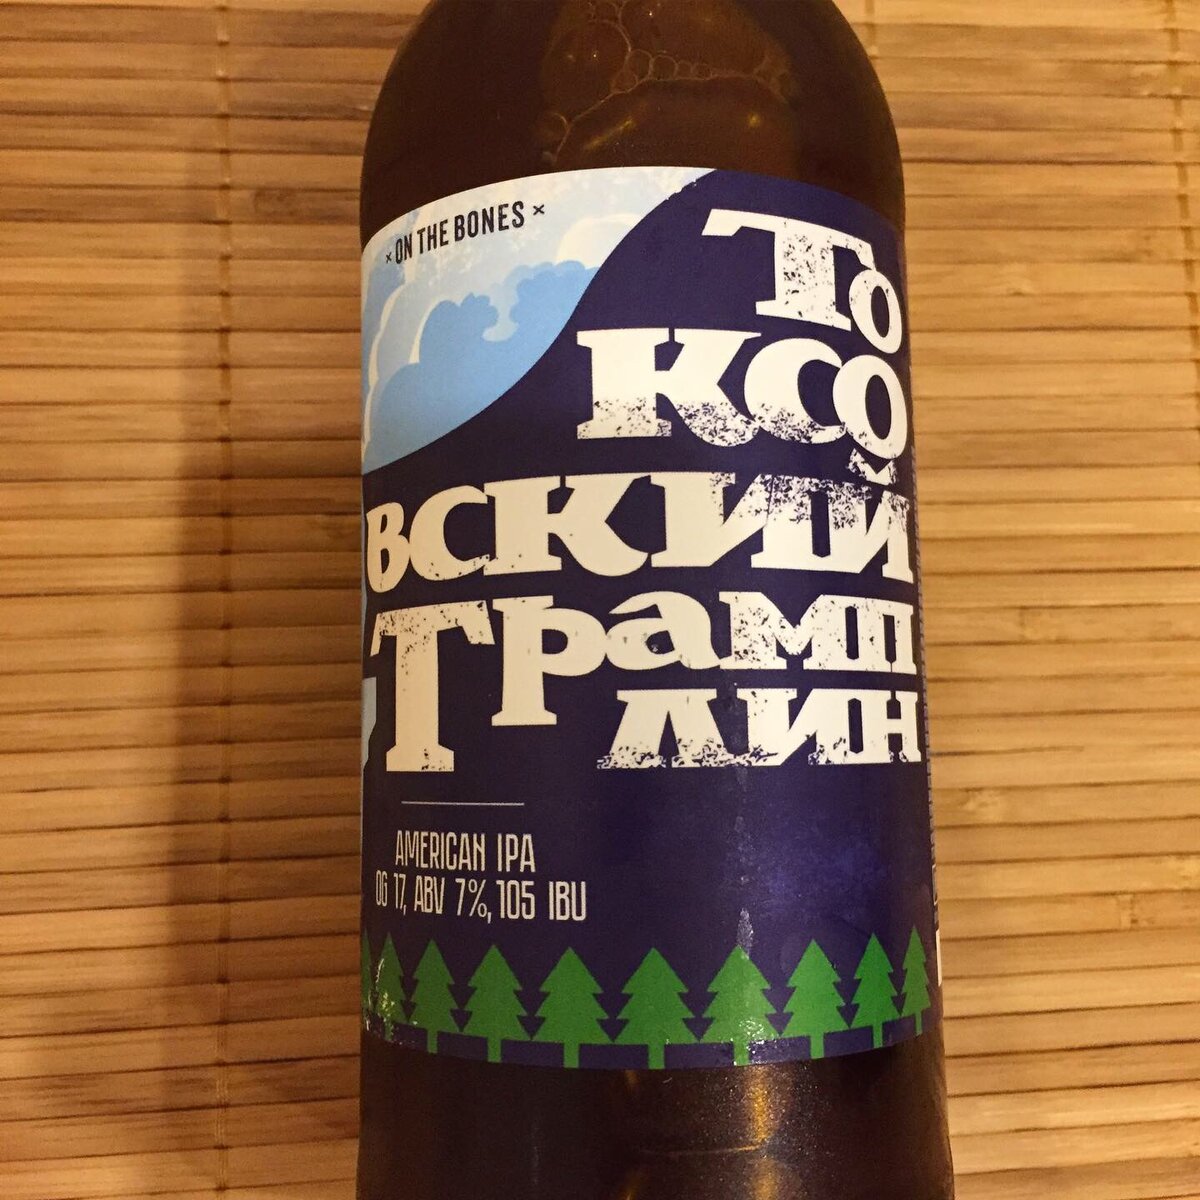 × ON THE BONES ×
То
ксо
вский
Трамп
лин
AMERICAN IPA
OG 17, ABV 7%, 105 IBU